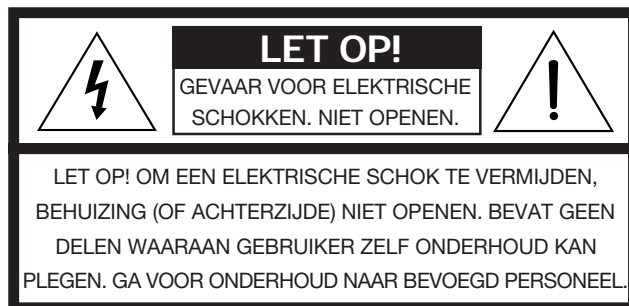 LET OP!
GEVAAR VOOR ELEKTRISCHE
SCHOKKEN. NIET OPENEN.
LET OP! OM EEN ELEKTRISCHE SCHOK TE VERMIJDEN,
BEHUIZING (OF ACHTERZIJDE) NIET OPENEN. BEVAT GEEN
DELEN WAARAAN GEBRUIKER ZELF ONDERHOUD KAN
PLEGEN. GA VOOR ONDERHOUD NAAR BEVOEGD PERSONEEL.